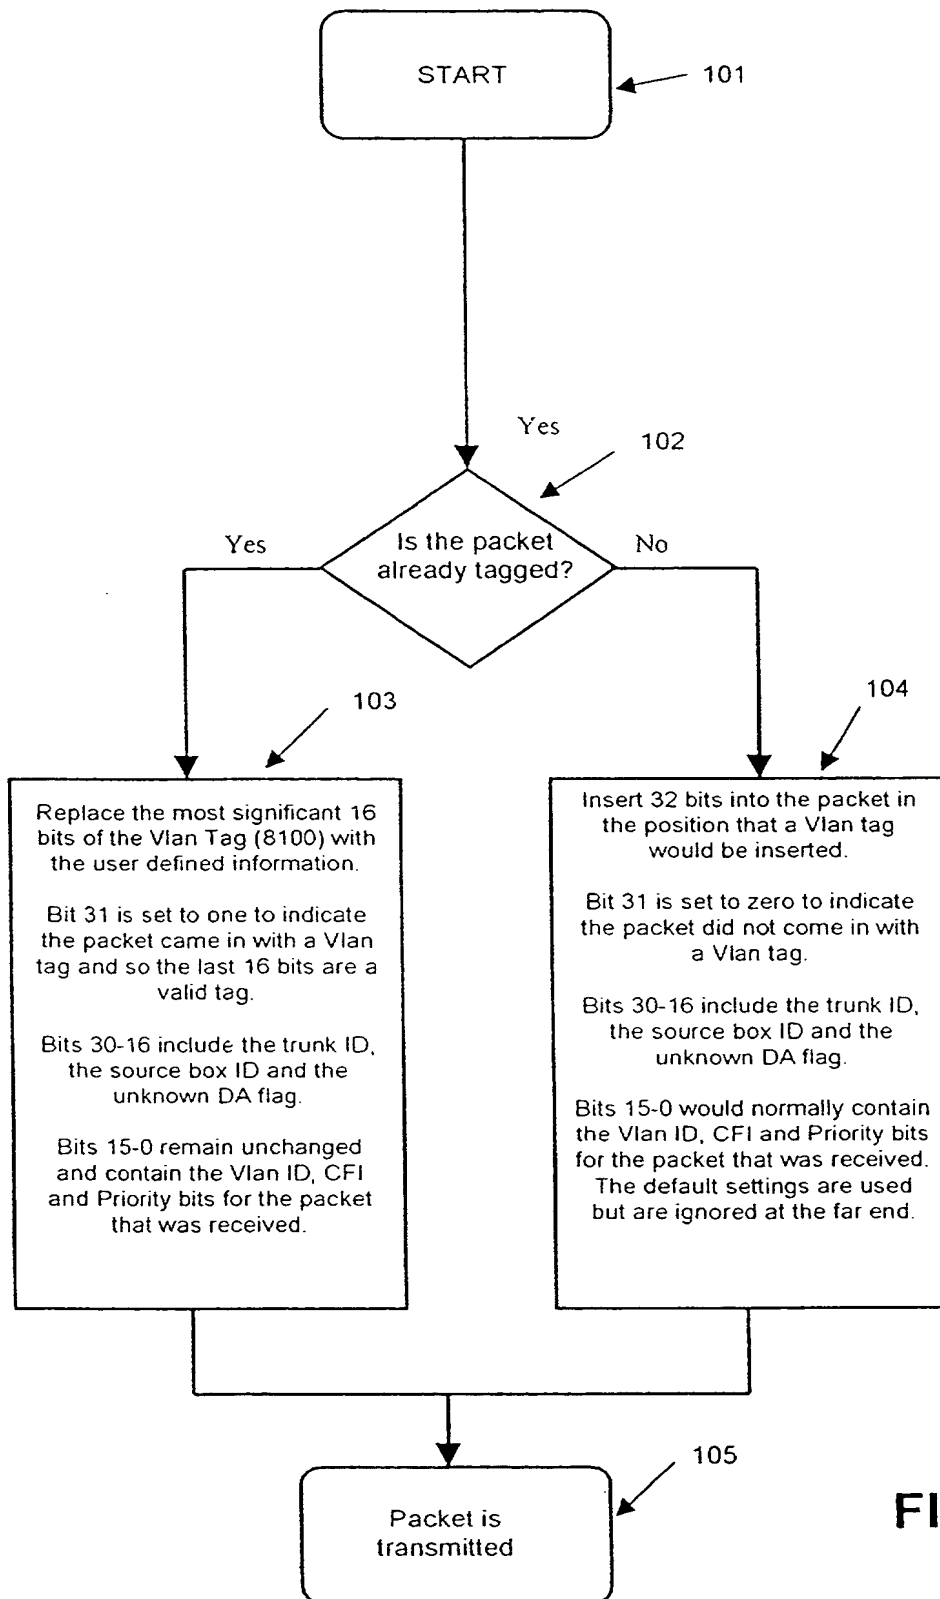 START
101
Yes
102
Is the packet
already tagged?
Yes
No
103
104
Replace the most significant 16
bits of the Vlan Tag (8100) with
the user defined information.
Bit 31 is set to one to indicate
the packet came in with a Vlan
tag and so the last 16 bits are a
valid tag.
Bits 30-16 include the trunk ID,
the source box ID and the
unknown DA flag.
Bits 15-0 remain unchanged
and contain the Vlan ID, CFI
and Priority bits for the packet
that was received.
Insert 32 bits into the packet in
the position that a Vlan tag
would be inserted.
Bit 31 is set to zero to indicate
the packet did not come in with
a Vlan tag.
Bits 30-16 include the trunk ID,
the source box ID and the
unknown DA flag.
Bits 15-0 would normally contain
the Vlan ID, CFI and Priority bits
for the packet that was received.
The default settings are used
but are ignored at the far end.
105
Packet is
transmitted
FI